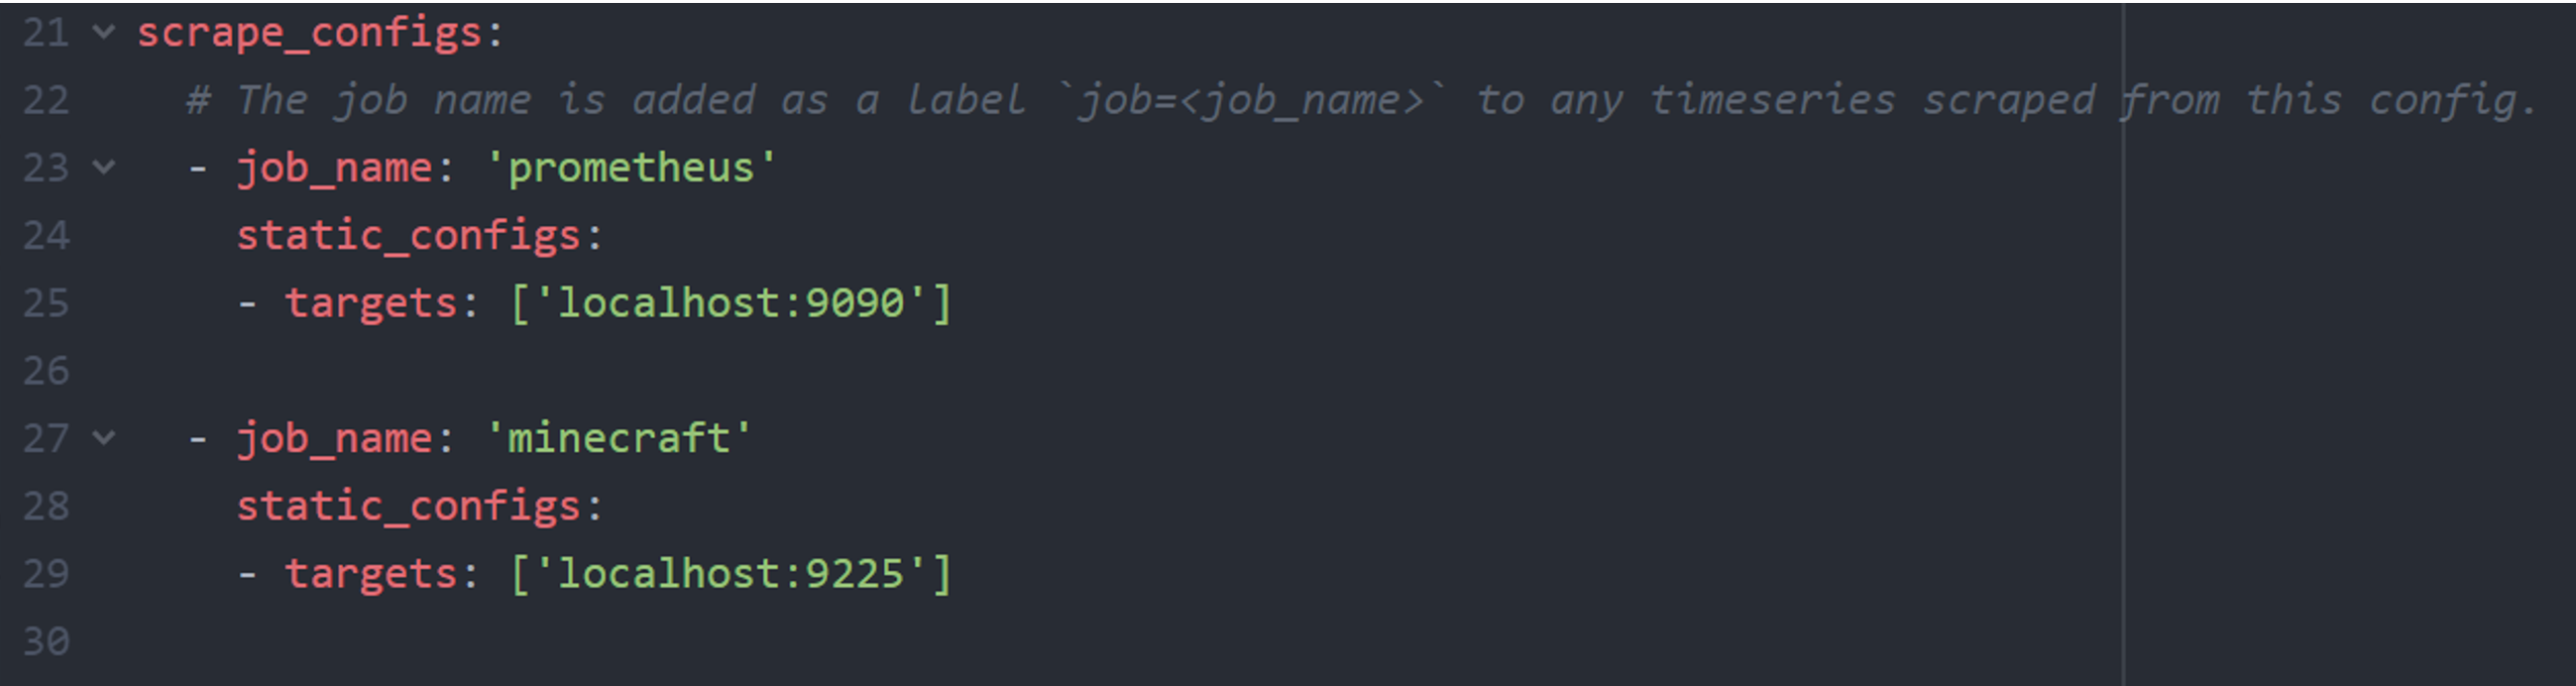 21 scrape_configs:
22   # The job name is added as a label `job=<job_name>` to any timeseries scraped from this config.
23   - job_name: 'prometheus'
24     static_configs:
25     - targets: ['localhost:9090']
26
27   - job_name: 'minecraft'
28     static_configs:
29     - targets: ['localhost:9225']
30